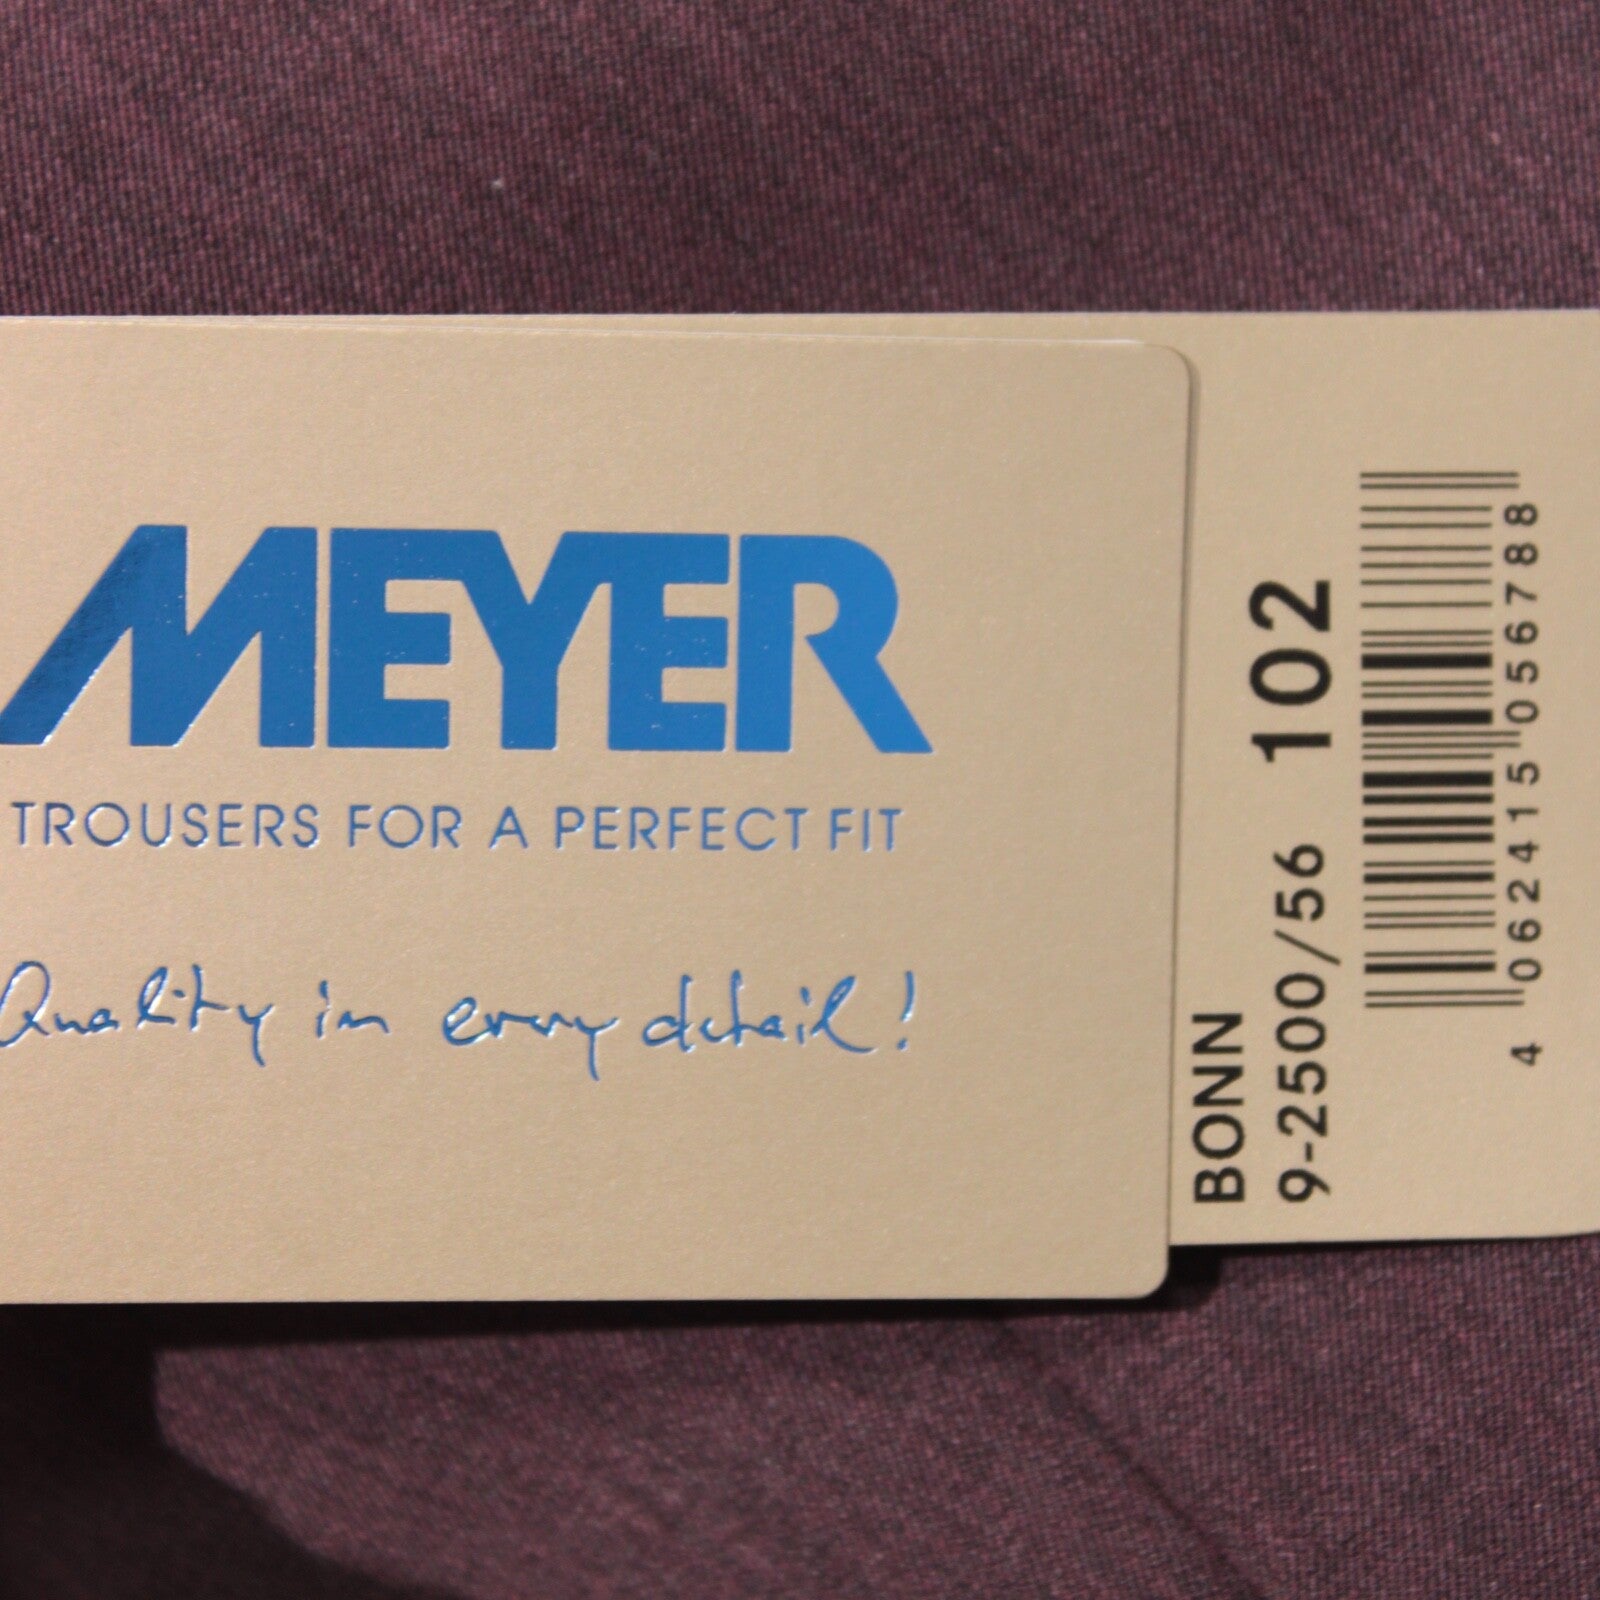 MEYER
TROUSERS FOR A PERFECT FIT
Quality in every detail!
BONN
9-2500/56 102
4 062415 056788